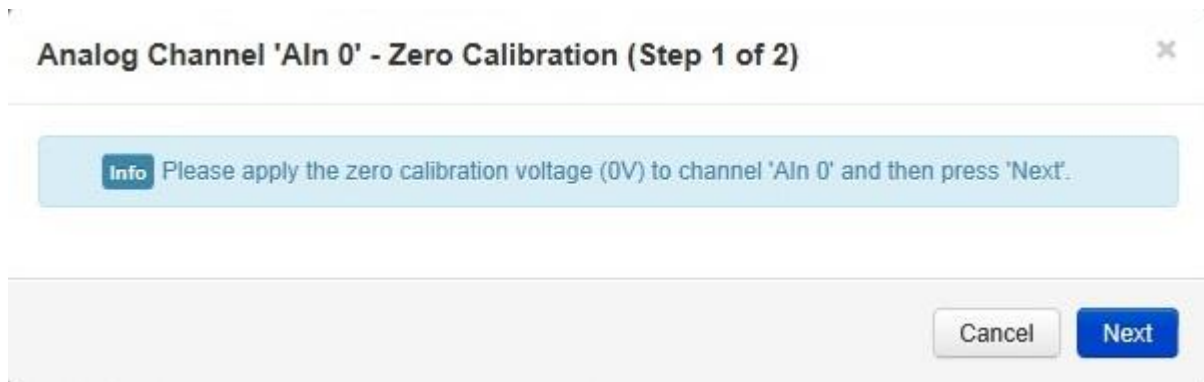 Analog Channel 'AIn 0' - Zero Calibration (Step 1 of 2)
×
Info Please apply the zero calibration voltage (0V) to channel 'AIn 0' and then press 'Next'.
Cancel Next